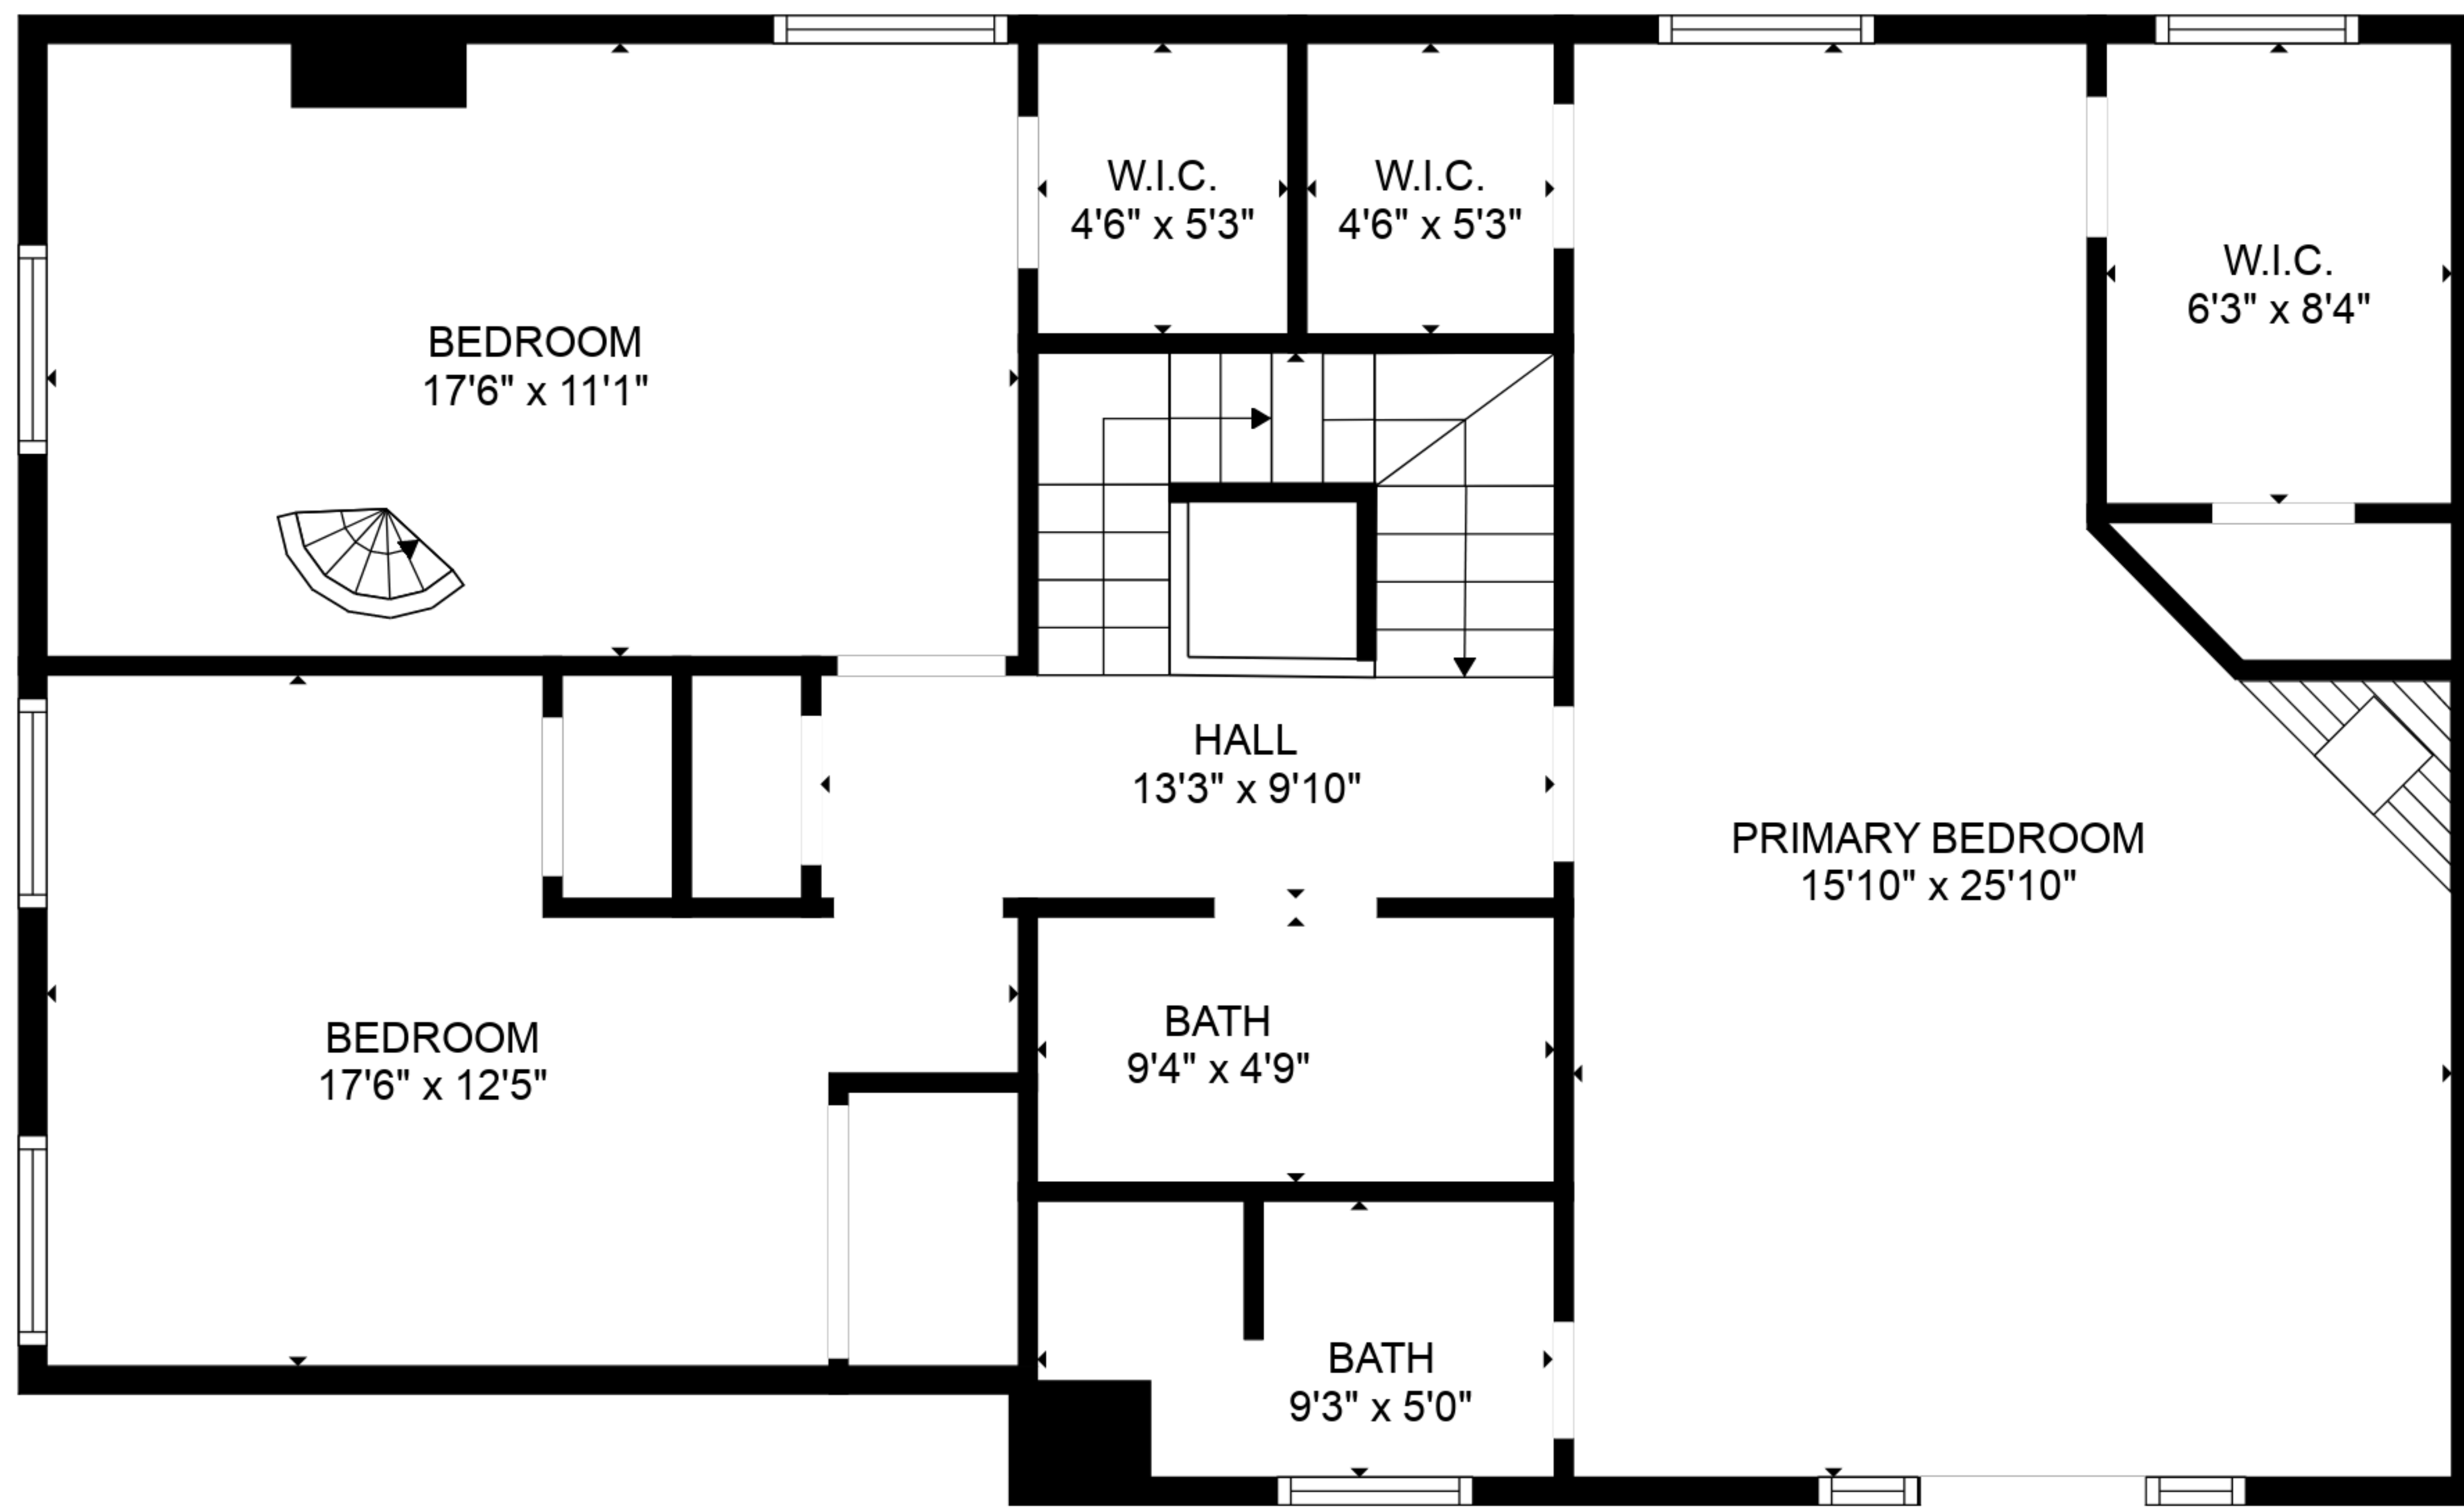 W.I.C.
4'6" x 5'3"
W.I.C.
4'6" x 5'3"
W.I.C.
6'3" x 8'4"
BEDROOM
17'6" x 11'1"
HALL
13'3" x 9'10"
PRIMARY BEDROOM
15'10" x 25'10"
BEDROOM
17'6" x 12'5"
BATH
9'4" x 4'9"
BATH
9'3" x 5'0"